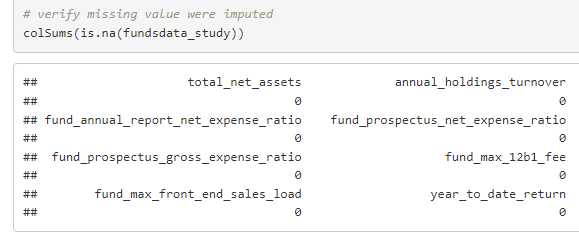 # verify missing value were imputed
colSums(is.na(fundsdata_study))
## total_net_assets annual_holdings_turnover
## 0 0
## fund_annual_report_net_expense_ratio fund_prospectus_net_expense_ratio
## 0 0
## fund_prospectus_gross_expense_ratio fund_max_12b1_fee
## 0 0
## fund_max_front_end_sales_load year_to_date_return
## 0 0